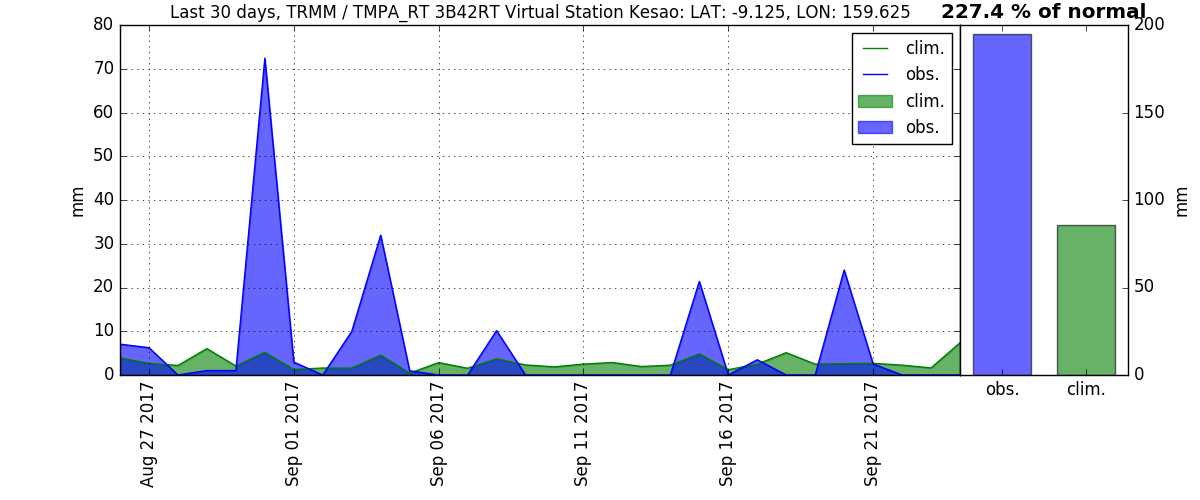 Last 30 days, TRMM / TMPA_RT 3B42RT Virtual Station Kesao: LAT: -9.125, LON: 159.625
227.4 % of normal
80
70
60
50
40
30
20
10
0
mm
clim.
obs.
clim.
obs.
200
150
100
50
0
mm
Aug 27 2017
Sep 01 2017
Sep 06 2017
Sep 11 2017
Sep 16 2017
Sep 21 2017
obs.
clim.